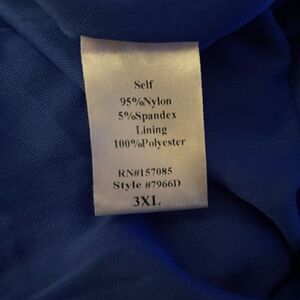 Self
95%Nylon
5%Spandex
Lining
100%Polyester
RN#157085
Style #7966D
3XL